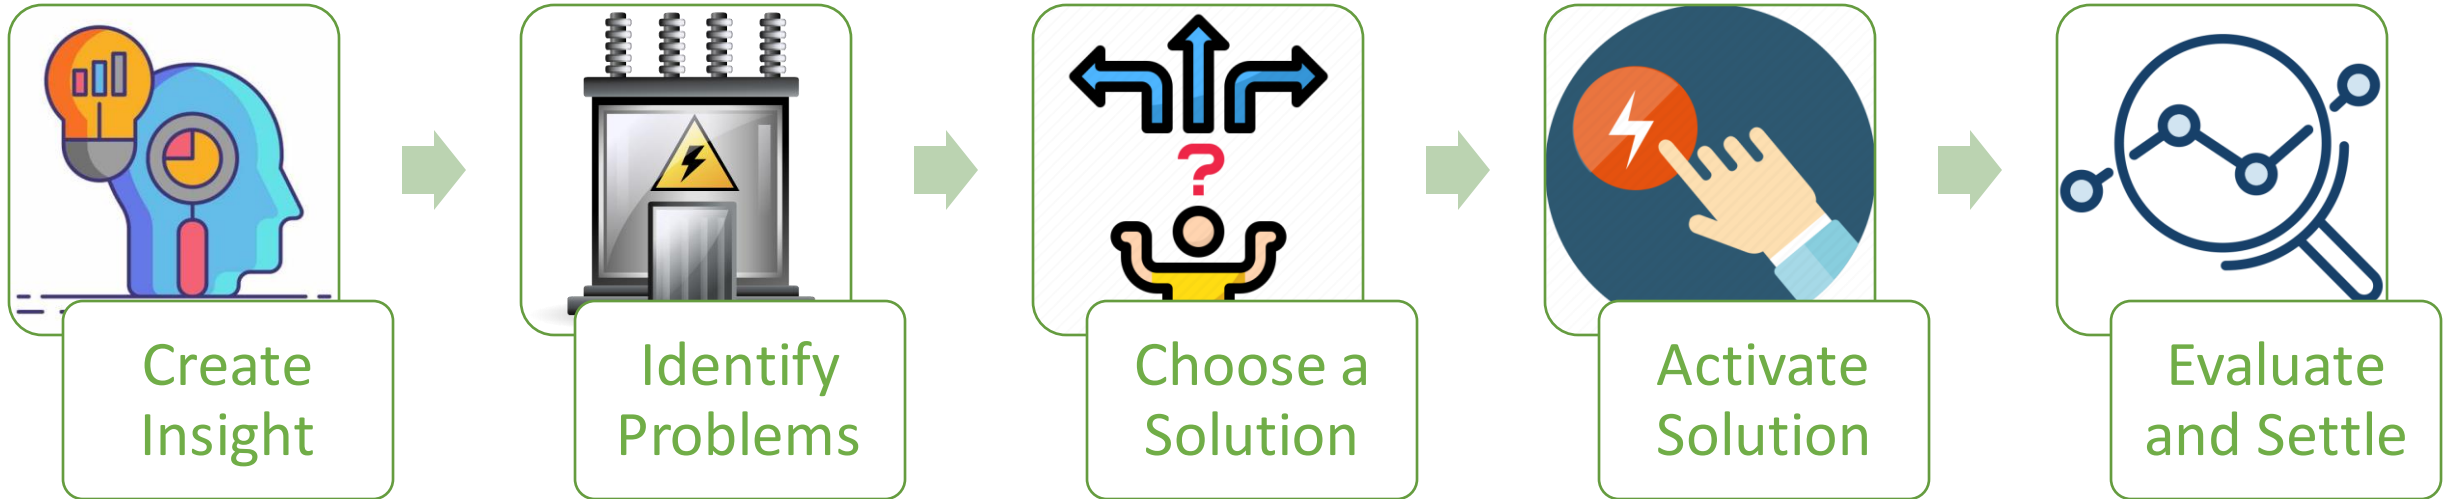 Create
Insight
Identify
Problems
?
Choose a
Solution
Activate
Solution
Evaluate
and Settle